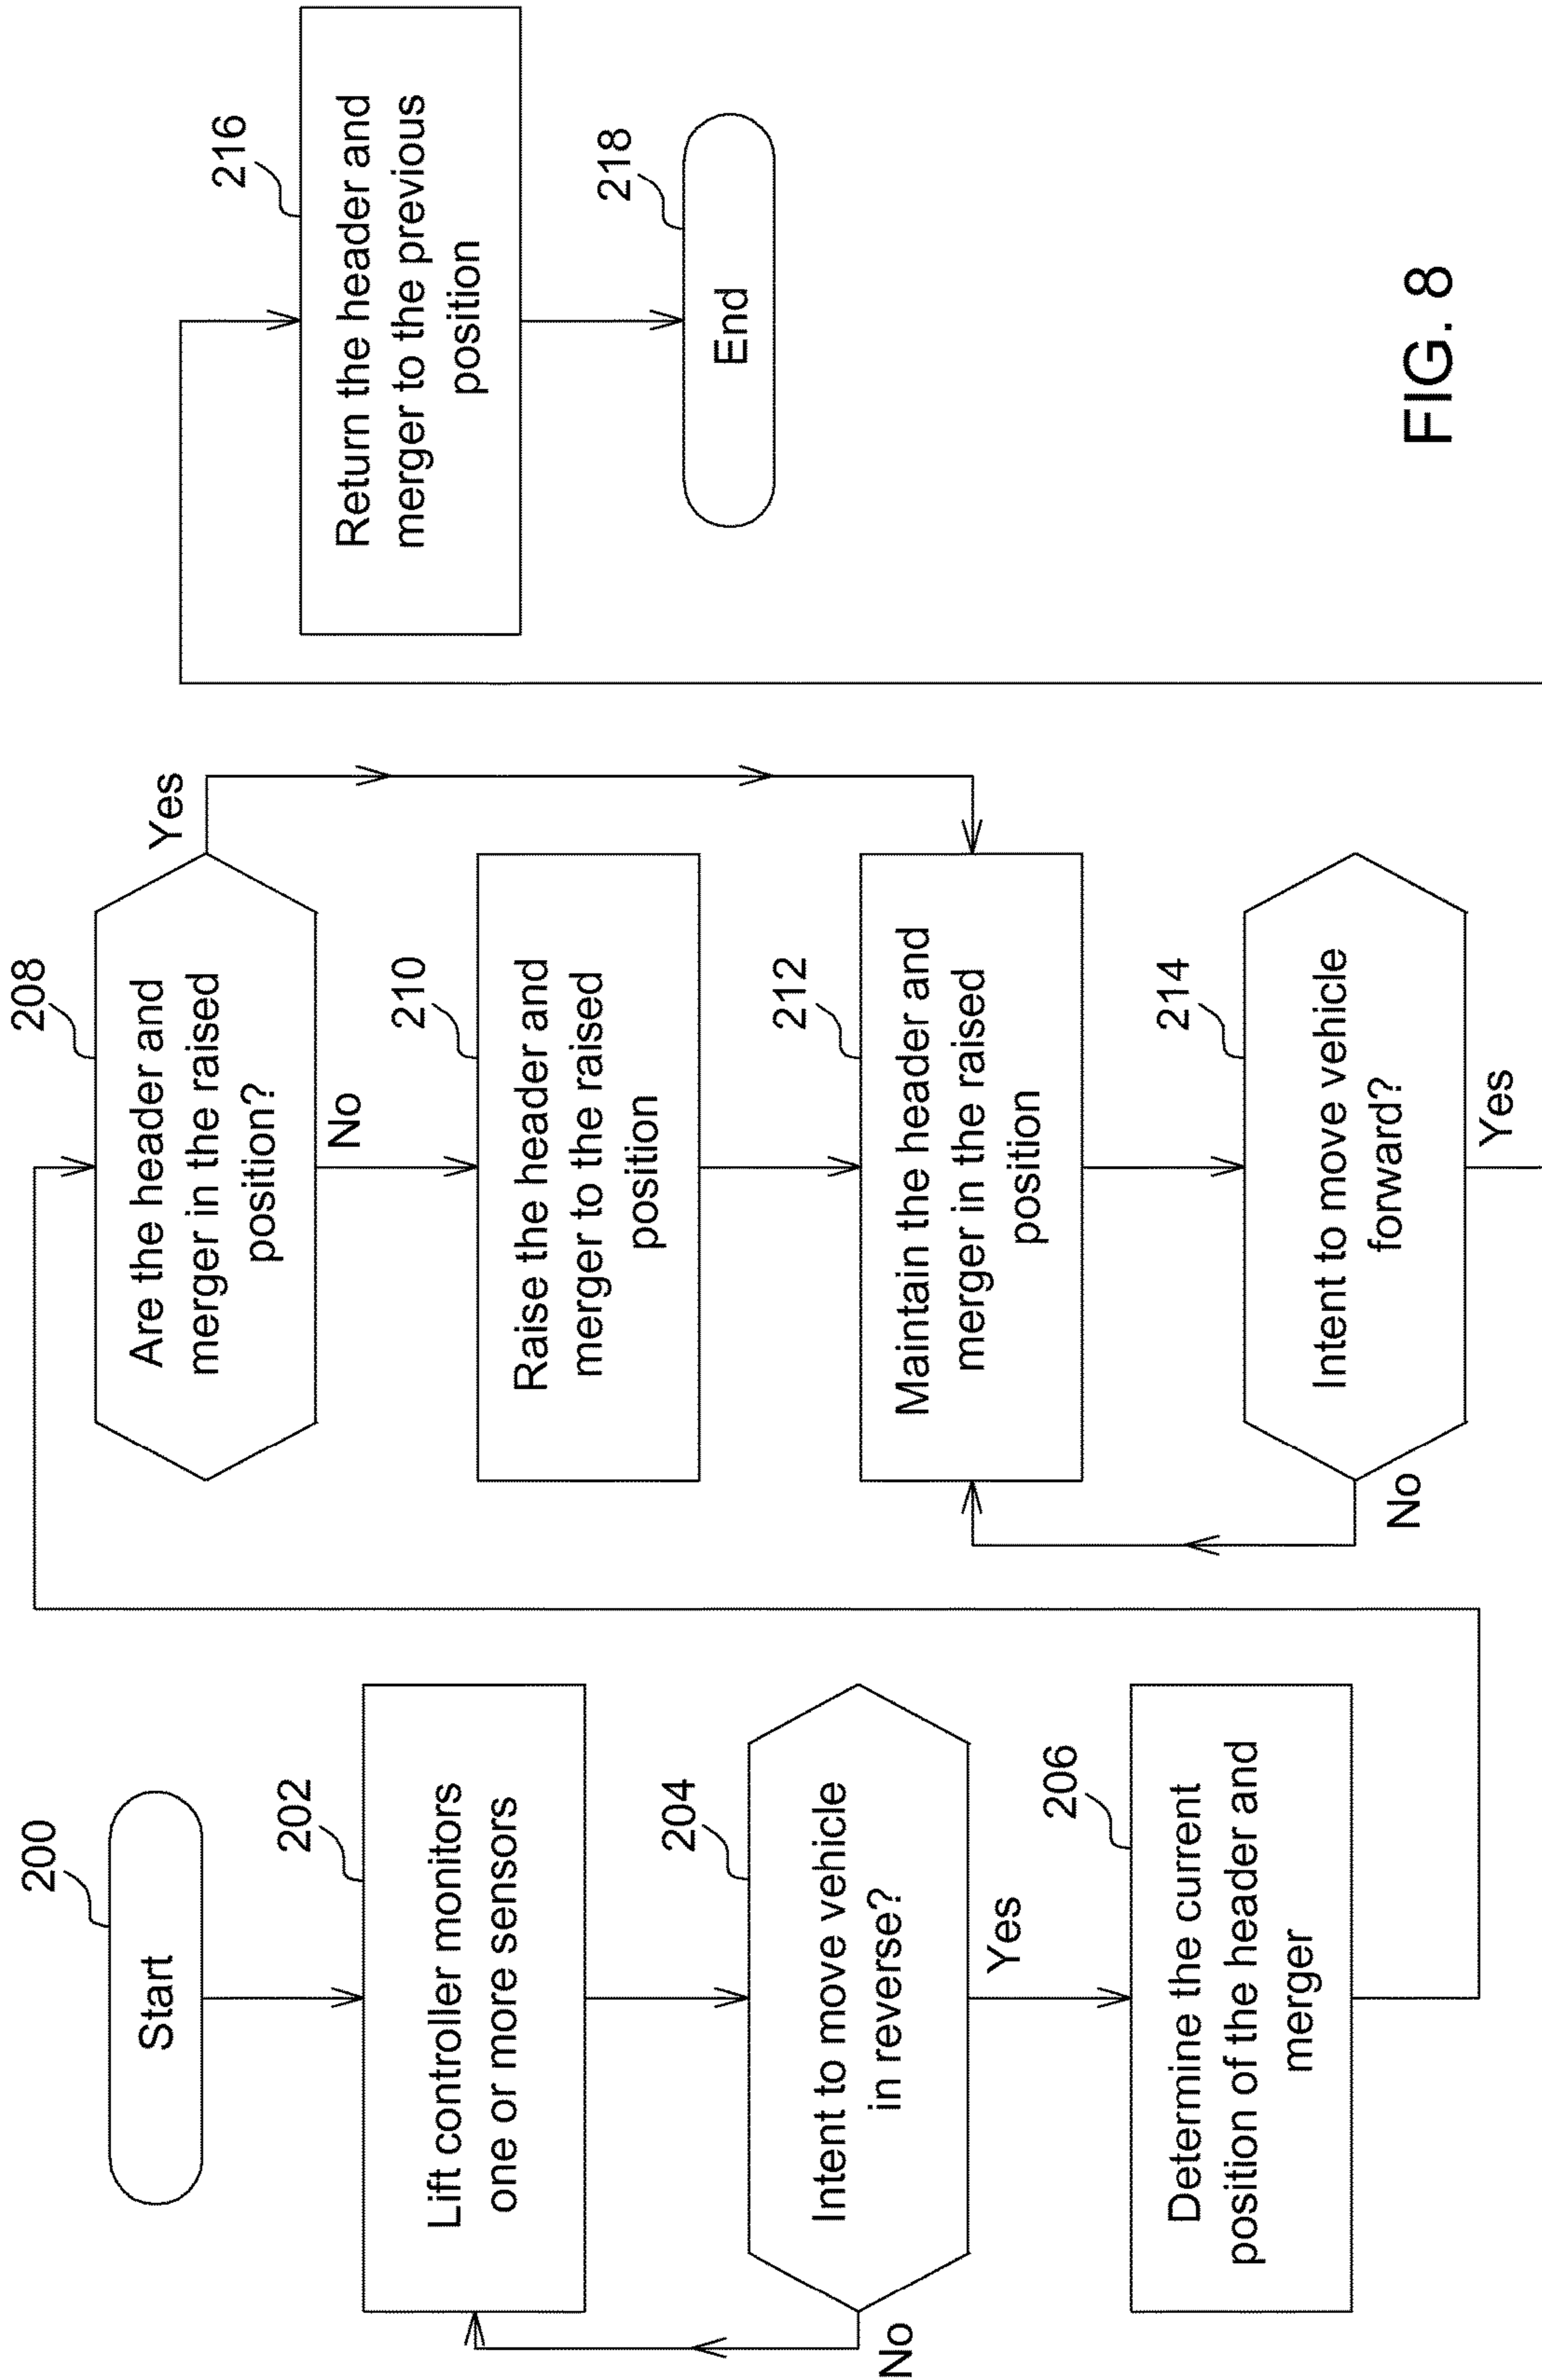 200
Start
202
Lift controller monitors
one or more sensors
204
Intent to move vehicle
in reverse?
No
Yes
206
Determine the current
position of the header and
merger
208
Are the header and
merger in the raised
position?
Yes
No
210
Raise the header and
merger to the raised
position
212
Maintain the header and
merger in the raised
position
214
Intent to move vehicle
forward?
No
Yes
216
Return the header and
merger to the previous
position
218
End
FIG. 8